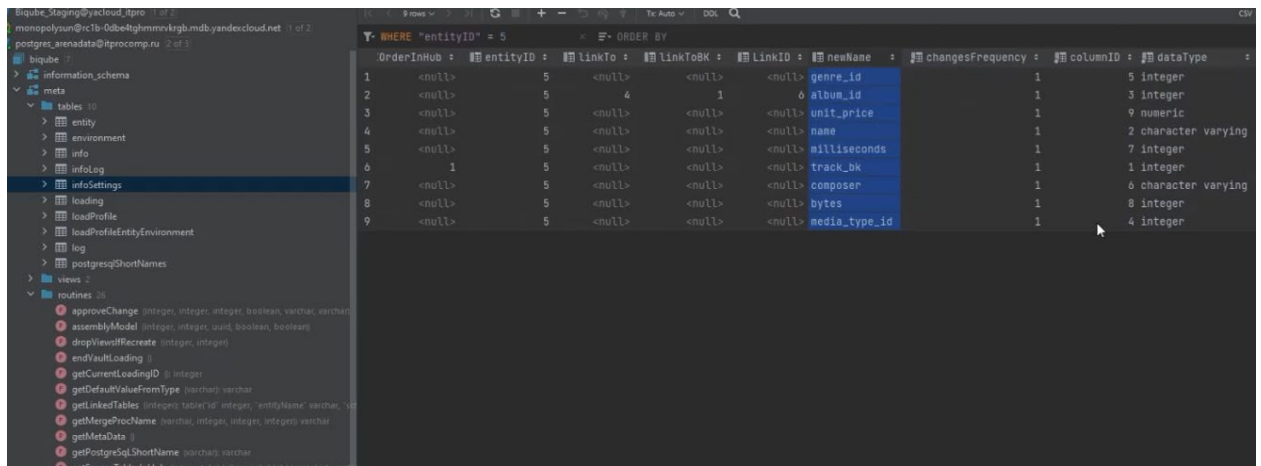 Biqube_Staging@yacloud_itpro 1 of 2
monopolysun@rc1b-0dbe4tghmmrvkrgb.mdb.yandexcloud.net 1 of 2
postgres_arenadata@itprocomp.ru 2 of 3
biqube 7
information_schema
meta
tables 10
entity
environment
info
infoLog
infoSettings
loading
loadProfile
loadProfileEntityEnvironment
log
postgresqlShortNames
views 2
routines 26
approveChange (integer, integer, integer, boolean, varchar, varchar)
assemblyModel (integer, integer, uuid, boolean, boolean)
dropViewsIfRecreate (integer, integer)
endVaultLoading ()
getCurrentLoadingID (): integer
getDefaultValueFromType (varchar): varchar
getLinkedTables (integer): table("id" integer, "entityName" varchar,
getMergeProcName (varchar, integer, integer, integer): varchar
getMetaData ()
getPostgreSqLShortName (varchar): varchar
9 rows Tx: Auto DDL CSV
WHERE "entityID" = 5 ORDER BY
OrderInHub entityID linkTo linkToBK LinkID newName changesFrequency columnID dataType
1 <null> 5 <null> <null> <null> genre_id 1 5 integer
2 <null> 5 4 1 6 album_id 1 3 integer
3 <null> 5 <null> <null> <null> unit_price 1 9 numeric
4 <null> 5 <null> <null> <null> name 1 2 character varying
5 <null> 5 <null> <null> <null> milliseconds 1 7 integer
6 1 5 <null> <null> <null> track_bk 1 1 integer
7 <null> 5 <null> <null> <null> composer 1 6 character varying
8 <null> 5 <null> <null> <null> bytes 1 8 integer
9 <null> 5 <null> <null> <null> media_type_id 1 4 integer